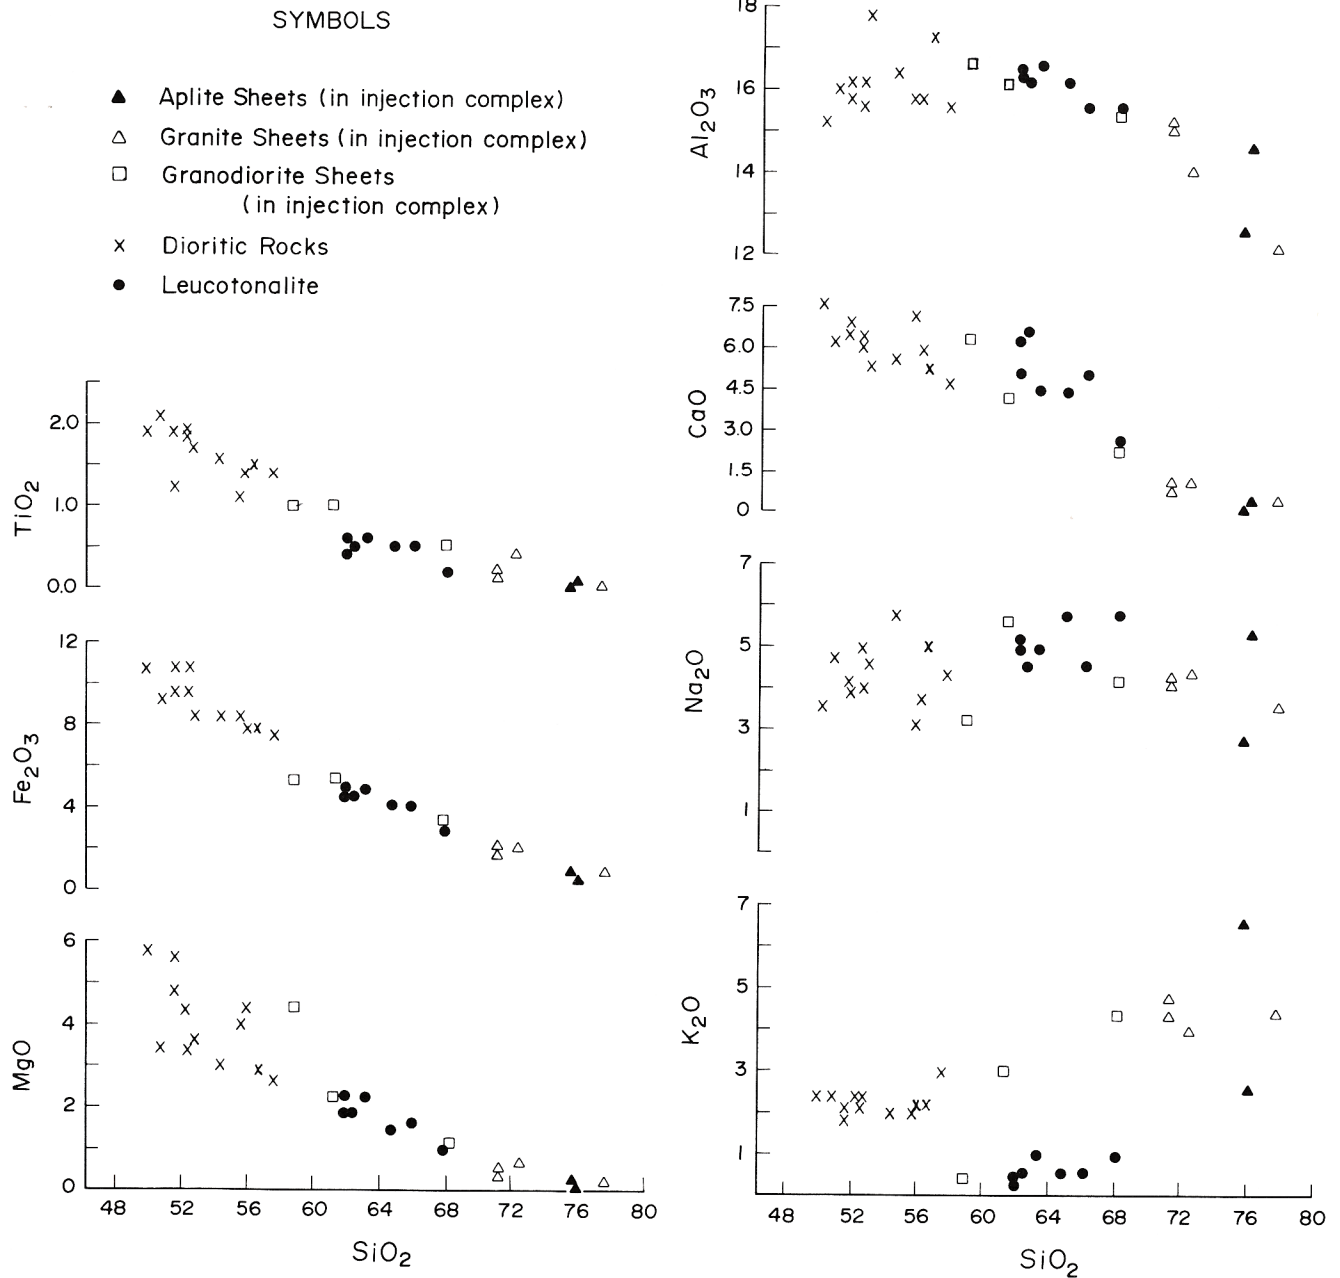 SYMBOLS
Aplite Sheets (in injection complex)
Granite Sheets (in injection complex)
Granodiorite Sheets
(in injection complex)
Dioritic Rocks
Leucotonalite
TiO2
2.0
1.0
0.0
Fe2O3
12
8
4
0
MgO
6
4
2
0
48 52 56 60 64 68 72 76 80
SiO2
Al2O3
18
16
14
12
CaO
7.5
6.0
4.5
3.0
1.5
0
Na2O
7
5
3
1
K2O
7
5
3
1
48 52 56 60 64 68 72 76 80
SiO2